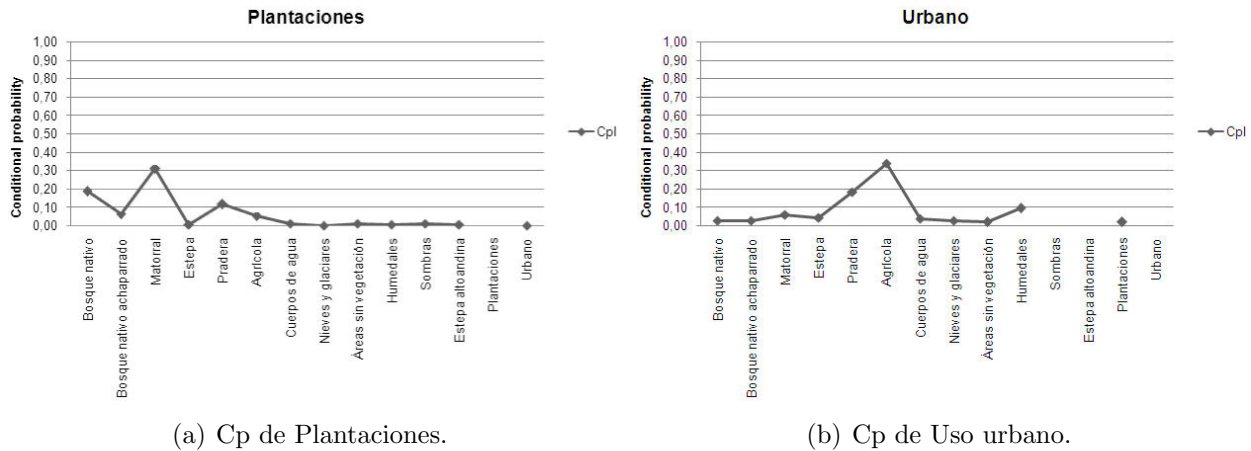 Plantaciones
Conditional probability
1,00
0,90
0,80
0,70
0,60
0,50
0,40
0,30
0,20
0,10
0,00
Bosque nativo
Bosque nativo achaparrado
Matorral
Estepa
Pradera
Agrícola
Cuerpos de agua
Nieves y glaciares
Áreas sin vegetación
Humedales
Sombras
Estepa altoandina
Plantaciones
Urbano
CpI
(a) Cp de Plantaciones.
Urbano
Conditional probability
1,00
0,90
0,80
0,70
0,60
0,50
0,40
0,30
0,20
0,10
0,00
Bosque nativo
Bosque nativo achaparrado
Matorral
Estepa
Pradera
Agrícola
Cuerpos de agua
Nieves y glaciares
Áreas sin vegetación
Humedales
Sombras
Estepa altoandina
Plantaciones
Urbano
CpI
(b) Cp de Uso urbano.